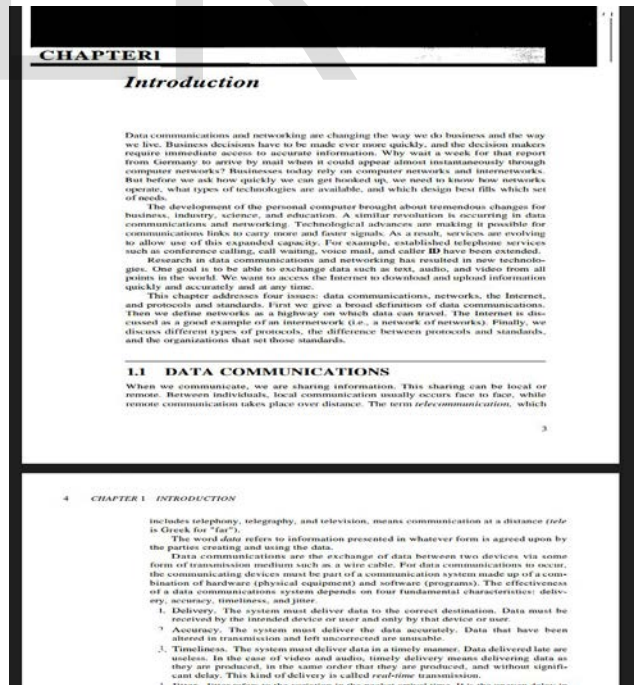 CHAPTER1
Introduction
Data communications and networking are changing the way we do business and the way
we live. Business decisions have to be made ever more quickly, and the decision makers
require immediate access to accurate information. Why wait a week for that report
from Germany to arrive by mail when it could appear almost instantaneously through
computer networks? Businesses today rely on computer networks and internetworks.
But before we ask how quickly we can get hooked up, we need to know how networks
operate, what types of technologies are available, and which design best fills which set
of needs.
The development of the personal computer brought about tremendous changes for
business, industry, science, and education. A similar revolution is occurring in data
communications and networking. Technological advances are making it possible for
communications links to carry more and faster signals. As a result, services are evolving
to allow use of this expanded capacity. For example, established telephone services
such as conference calling, call waiting, voice mail, and caller ID have been extended.
Research in data communications and networking has resulted in new technolo-
gies. One goal is to be able to exchange data such as text, audio, and video from all
points in the world. We want to access the Internet to download and upload information
quickly and accurately and at any time.
This chapter addresses four issues: data communications, networks, the Internet,
and protocols and standards. First we give a broad definition of data communications.
Then we define networks as a highway on which data can travel. The Internet is dis-
cussed as a good example of an internetwork (i.e., a network of networks). Finally, we
discuss different types of protocols, the difference between protocols and standards,
and the organizations that set those standards.
1.1 DATA COMMUNICATIONS
When we communicate, we are sharing information. This sharing can be local or
remote. Between individuals, local communication usually occurs face to face, while
remote communication takes place over distance. The term telecommunication, which
3
4 CHAPTER 1 INTRODUCTION
includes telephony, telegraphy, and television, means communication at a distance (tele
is Greek for "far").
The word data refers to information presented in whatever form is agreed upon by
the parties creating and using the data.
Data communications are the exchange of data between two devices via some
form of transmission medium such as a wire cable. For data communications to occur,
the communicating devices must be part of a communication system made up of a com-
bination of hardware (physical equipment) and software (programs). The effectiveness
of a data communications system depends on four fundamental characteristics: deliv-
ery, accuracy, timeliness, and jitter.
1. Delivery. The system must deliver data to the correct destination. Data must be
received by the intended device or user and only by that device or user.
2 Accuracy. The system must deliver the data accurately. Data that have been
altered in transmission and left uncorrected are unusable.
3. Timeliness. The system must deliver data in a timely manner. Data delivered late are
useless. In the case of video and audio, timely delivery means delivering data as
they are produced, in the same order that they are produced, and without signifi-
cant delay. This kind of delivery is called real-time transmission.